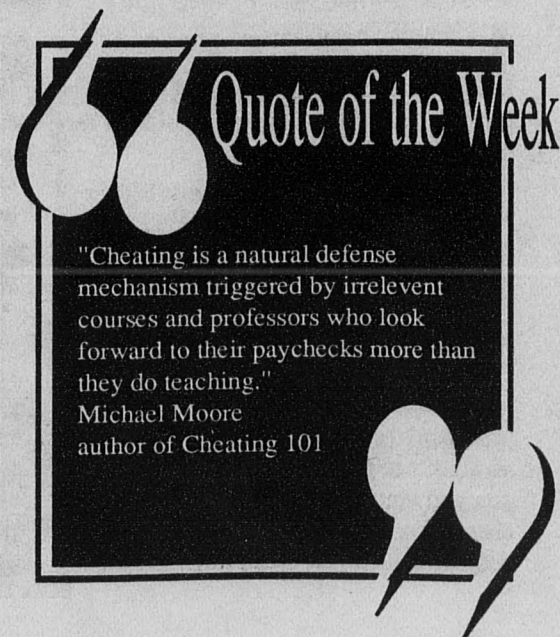 Quote of the Week
"Cheating is a natural defense
mechanism triggered by irrelevent
courses and professors who look
forward to their paychecks more than
they do teaching."
Michael Moore
author of Cheating 101